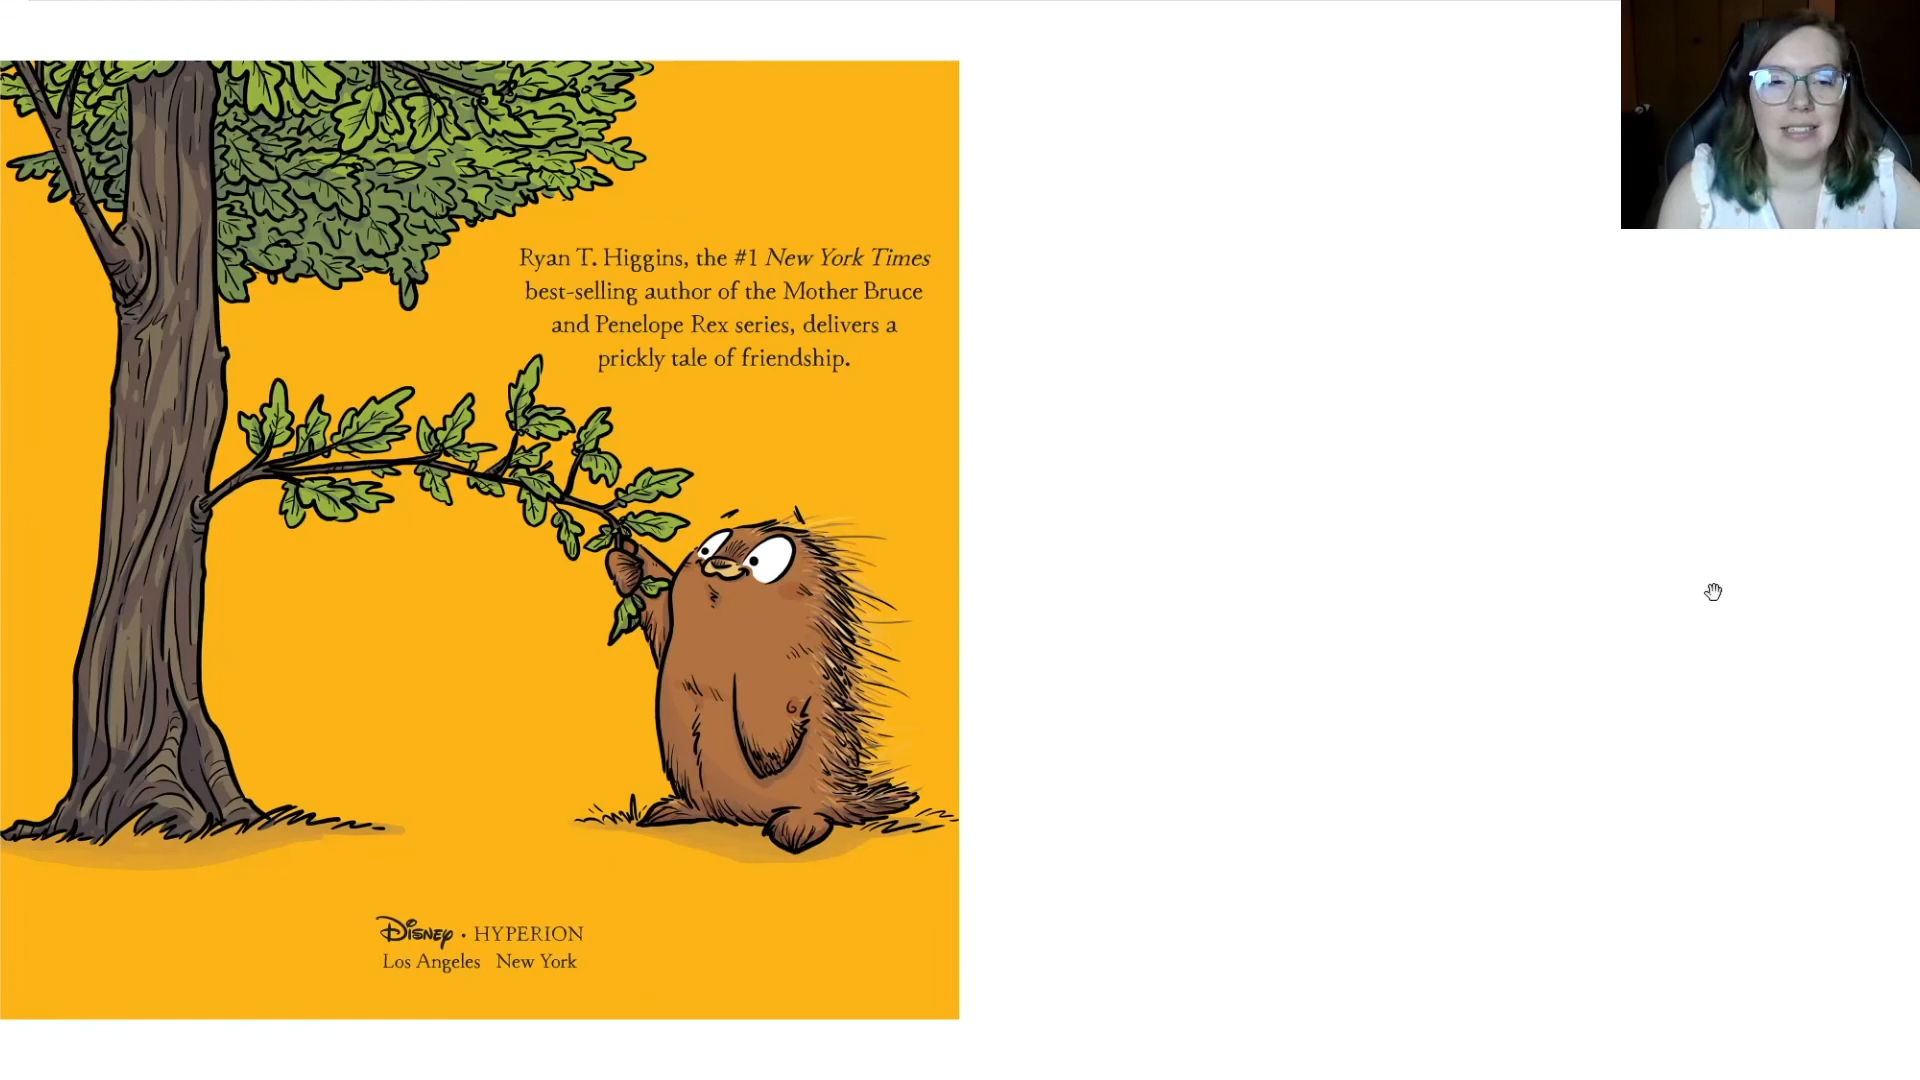 Ryan T. Higgins, the #1 New York Times
best-selling author of the Mother Bruce
and Penelope Rex series, delivers a
prickly tale of friendship.
Disney • HYPERION
Los Angeles New York